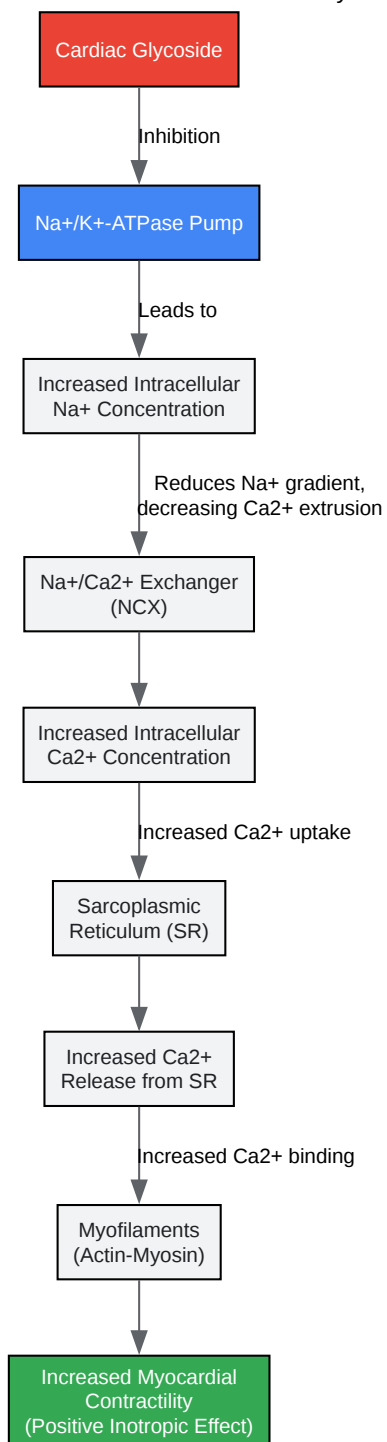 Cardiac Glycoside
Inhibition
Na+/K+-ATPase Pump
Leads to
Increased Intracellular
Na+ Concentration
Reduces Na+ gradient,
decreasing Ca2+ extrusion
Na+/Ca2+ Exchanger
(NCX)
Increased Intracellular
Ca2+ Concentration
Increased Ca2+ uptake
Sarcoplasmic
Reticulum (SR)
Increased Ca2+
Release from SR
Increased Ca2+ binding
Myofilaments
(Actin-Myosin)
Increased Myocardial
Contractility
(Positive Inotropic Effect)